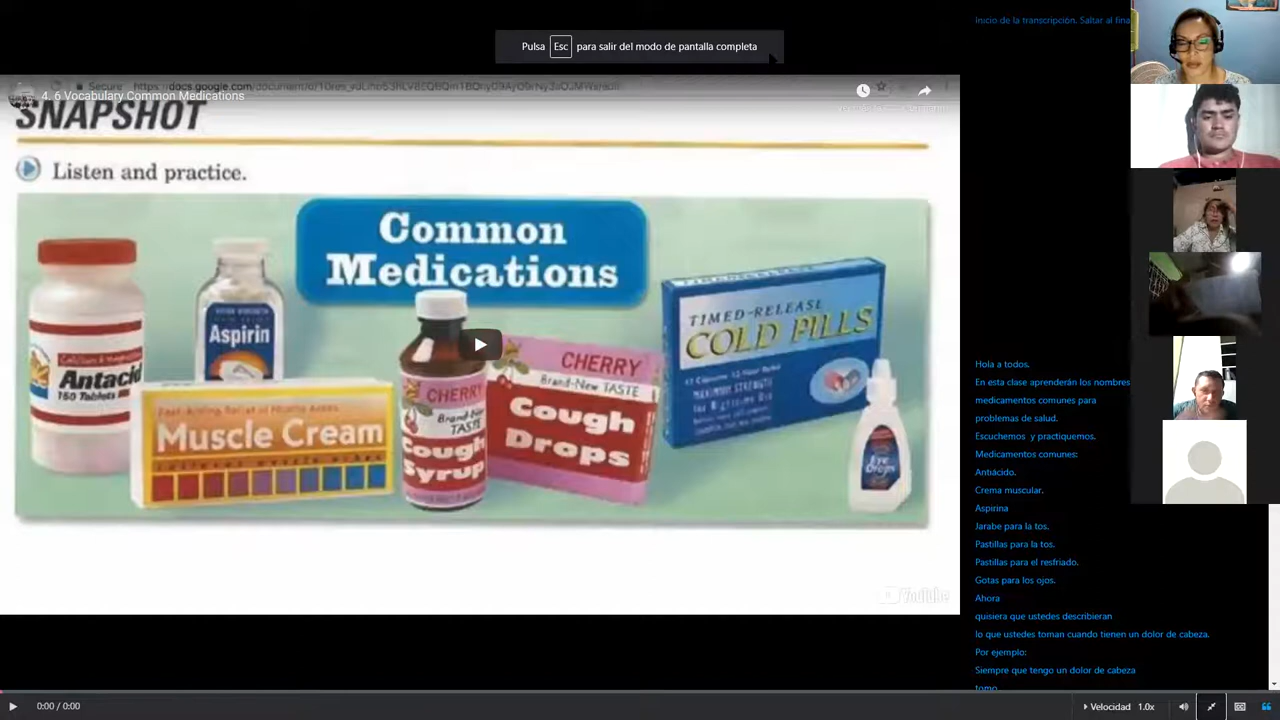 Inicio de la transcripción. Saltar al fina
Pulsa Esc para salir del modo de pantalla completa
4. 6 Vocabulary Common Medications
SNAPSHOT
Listen and practice.
Common
Medications
Antacid
150 Tablets
Aspirin
Muscle Cream
CHERRY
Brand-New
TASTE
Cough
Syrup
CHERRY
Brand-New TASTE
Cough
Drops
TIMED-RELEASE
COLD PILLS
Eye
Drops
YouTube
Hola a todos.
En esta clase aprenderán los nombres
medicamentos comunes para
problemas de salud.
Escuchemos y practiquemos.
Medicamentos comunes:
Antiácido.
Crema muscular.
Aspirina
Jarabe para la tos.
Pastillas para la tos.
Pastillas para el resfriado.
Gotas para los ojos.
Ahora
quisiera que ustedes describieran
lo que ustedes toman cuando tienen un dolor de cabeza.
Por ejemplo:
Siempre que tengo un dolor de cabeza
tomo
0:00 / 0:00
Velocidad 1.0x